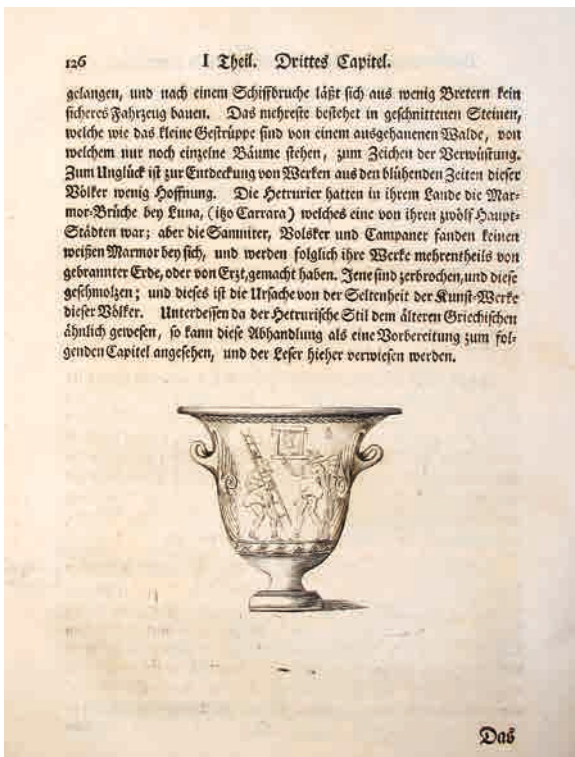 126 I Theil. Drittes Capitel.
gelangen, und nach einem Schiffbruche läßt sich aus wenig Bretern kein
sicheres Fahrzeug bauen. Das mehreste bestehet in geschnittenen Steinen,
welche wie das kleine Gestrüppe sind von einem ausgehauenen Walde, von
welchem nur noch einzelne Bäume stehen, zum Zeichen der Verwüstung.
Zum Unglück ist zur Entdeckung von Werken aus den blühenden Zeiten dieser
Völker wenig Hoffnung. Die Hetrurier hatten in ihrem Lande die Mar-
mor-Brüche bey Luna, (itzo Carrara) welches eine von ihren zwölf Haupt-
Städten war; aber die Samniter, Volsker und Campaner fanden keinen
weißen Marmor bey sich, und werden folglich ihre Werke mehrentheils von
gebrannter Erde, oder von Erzt, gemacht haben. Jene sind zerbrochen, und diese
geschmolzen; und dieses ist die Ursache von der Seltenheit der Kunst-Werke
dieser Völker. Unterdessen da der Hetrurische Stil dem älteren Griechischen
ähnlich gewesen, so kann diese Abhandlung als eine Vorbereitung zum fol-
genden Capitel angesehen, und der Leser hieher verwiesen werden.
Das